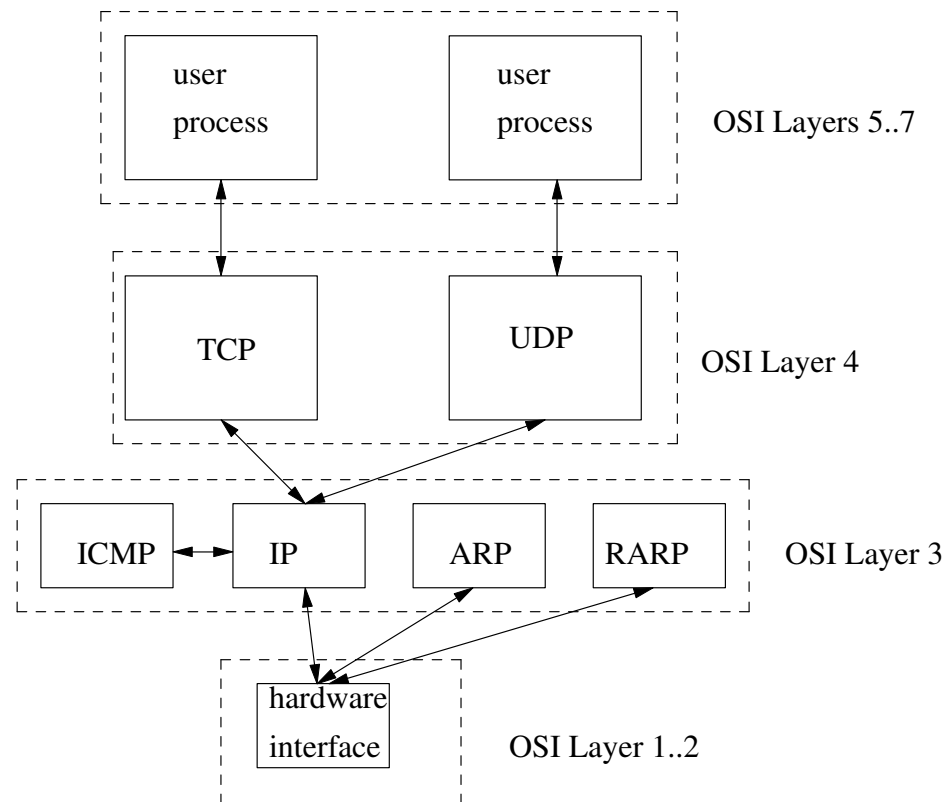 user
process
user
process
OSI Layers 5..7
TCP
UDP
OSI Layer 4
ICMP
IP
ARP
RARP
OSI Layer 3
hardware
interface
OSI Layer 1..2